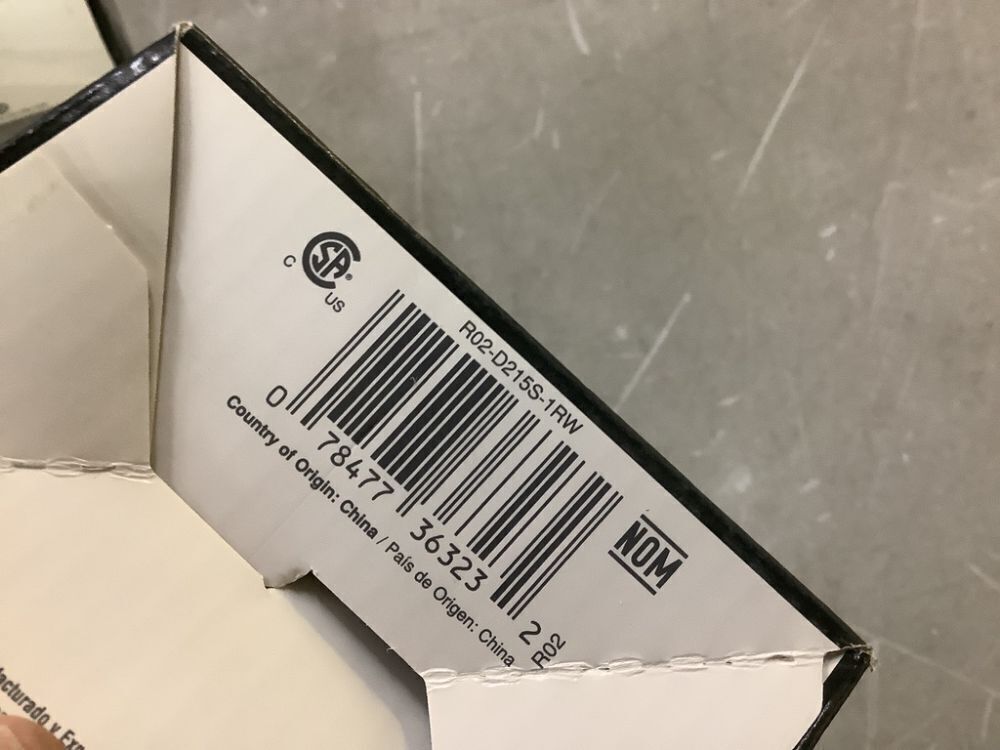 C SA® US
R02-D215S-1RW
0 78477 36323 2
R02
NOM
Country of Origin: China / País de Origen: China